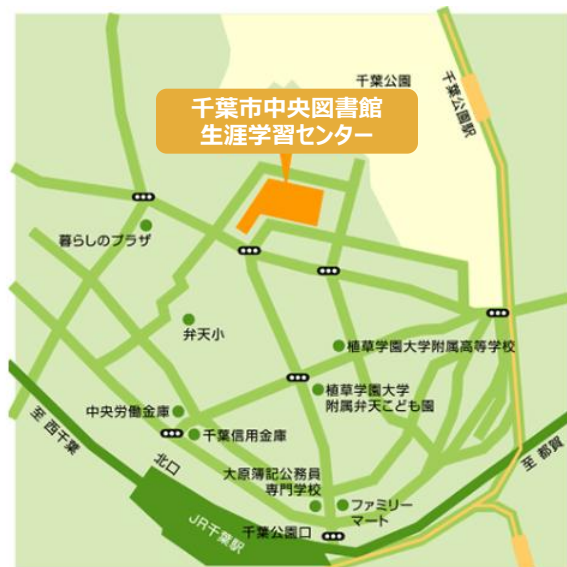 千葉公園
千葉公園駅
千葉市中央図書館
生涯学習センター
暮らしのプラザ
弁天小
植草学園大学附属高等学校
植草学園大学
附属弁天こども園
中央労働金庫
千葉信用金庫
至 西千葉
北口
大原簿記公務員
専門学校
ファミリー
マート
至 都賀
JR千葉駅
千葉公園口